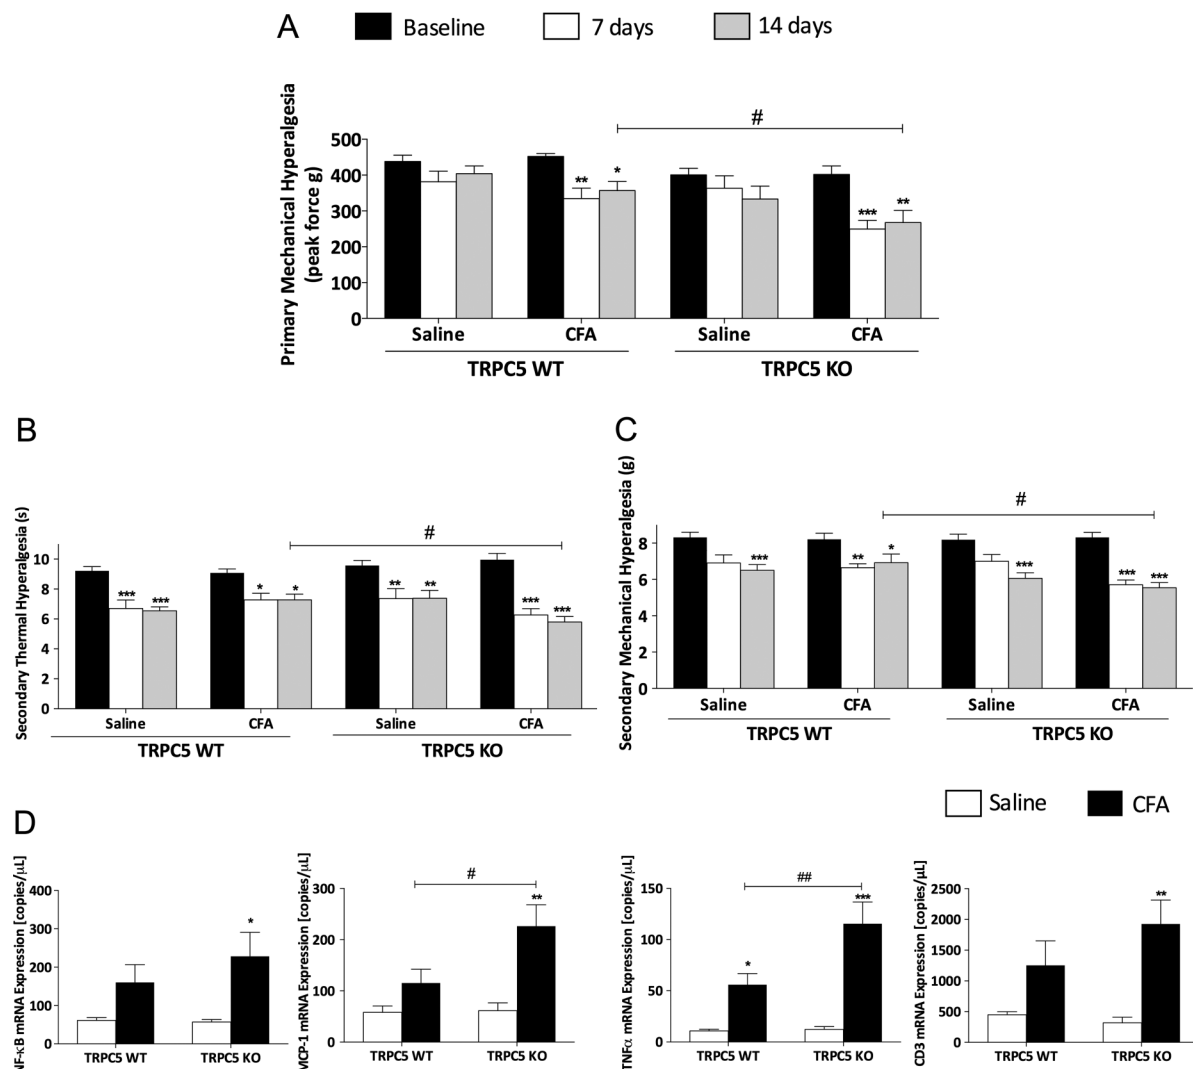 A
Baseline
7 days
14 days
Primary Mechanical Hyperalgesia
(peak force g)
#
500
400
300
200
100
0
**
*
***
**
Saline
CFA
Saline
CFA
TRPC5 WT
TRPC5 KO
B
Secondary Thermal Hyperalgesia (s)
#
10
8
6
4
2
0
***
***
*
*
**
**
***
***
Saline
CFA
Saline
CFA
TRPC5 WT
TRPC5 KO
C
Secondary Mechanical Hyperalgesia (g)
#
8
6
4
2
0
***
**
*
***
***
***
Saline
CFA
Saline
CFA
TRPC5 WT
TRPC5 KO
Saline
CFA
D
NF-κB mRNA Expression [copies/μL]
400
300
200
100
0
*
TRPC5 WT
TRPC5 KO
MCP-1 mRNA Expression [copies/μL]
300
200
100
0
#
**
TRPC5 WT
TRPC5 KO
TNFα mRNA Expression [copies/μL]
150
100
50
0
##
*
***
TRPC5 WT
TRPC5 KO
CD3 mRNA Expression [copies/μL]
2500
2000
1500
1000
500
0
**
TRPC5 WT
TRPC5 KO